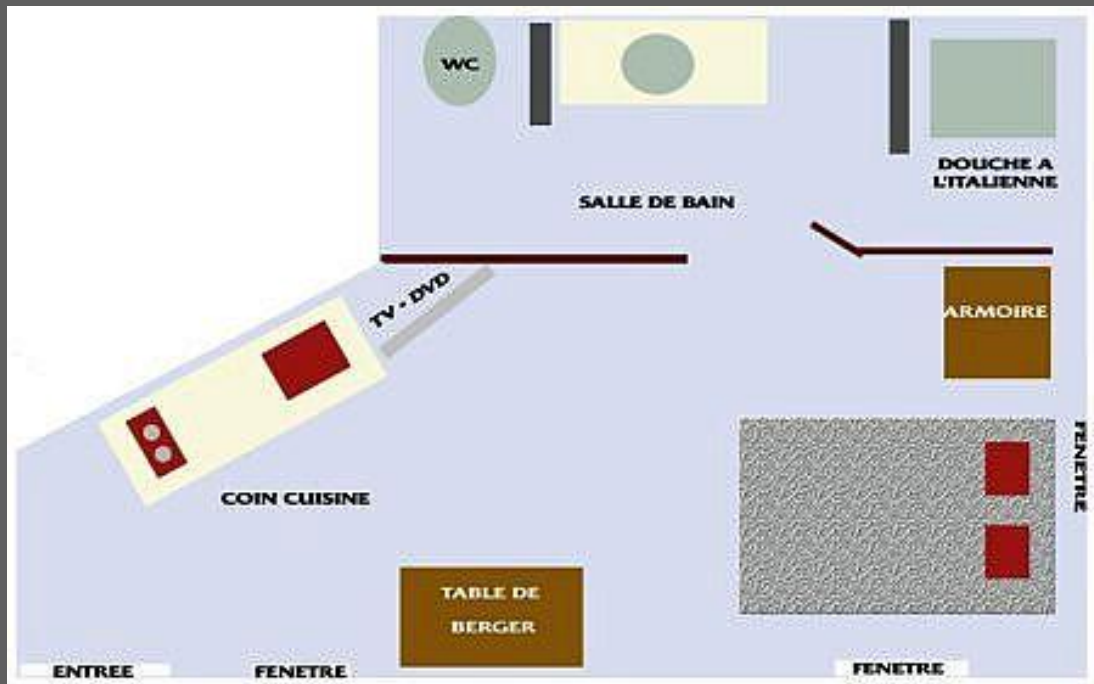 WC
DOUCHE A
L'ITALIENNE
SALLE DE BAIN
TV - DVD
ARMOIRE
FENETRE
COIN CUISINE
TABLE DE
BERGER
ENTREE
FENETRE
FENETRE